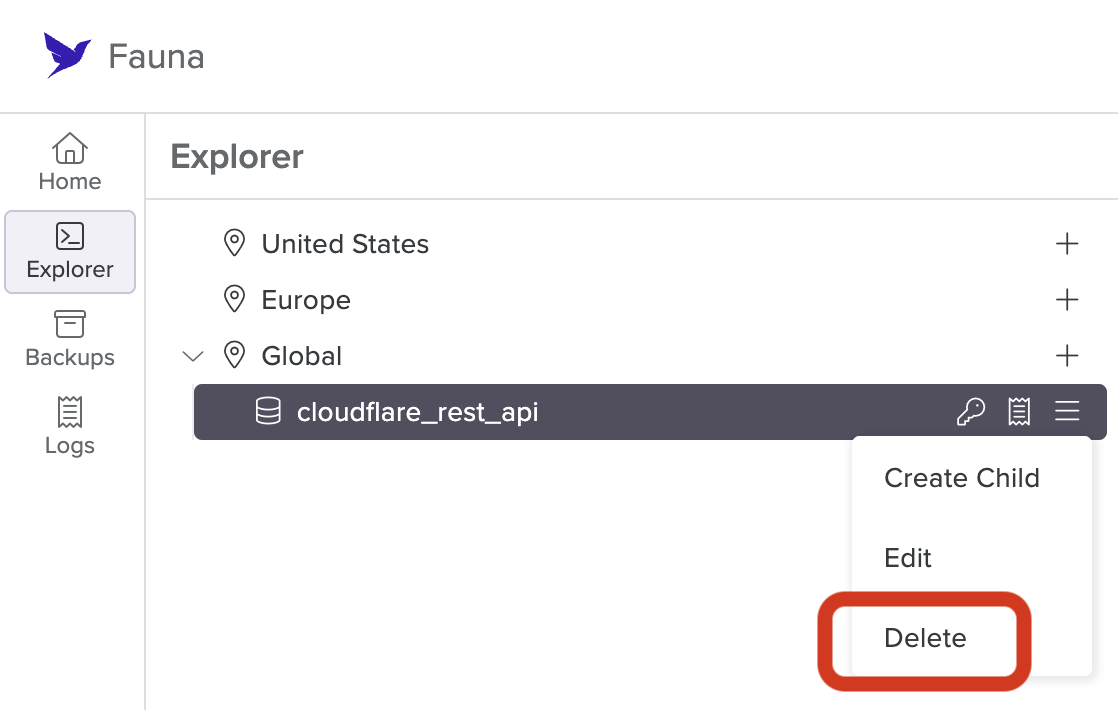 Fauna
Home
Explorer
Backups
Logs
Explorer
United States
Europe
Global
cloudflare_rest_api
Create Child
Edit
Delete